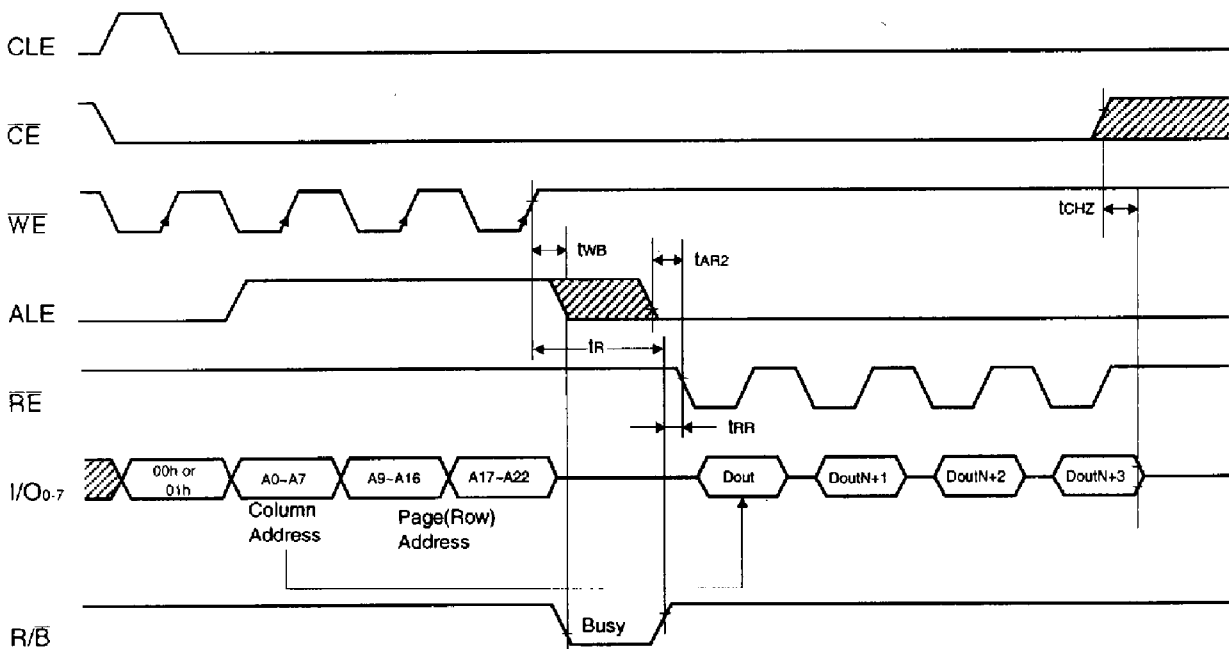 CLE
CE
WE
tWB
tAR2
tCHZ
ALE
tR
RE
tRR
I/O0-7
00h or
01h
A0~A7
A9~A16
A17~A22
Dout
DoutN+1
DoutN+2
DoutN+3
Column
Address
Page(Row)
Address
R/B
Busy